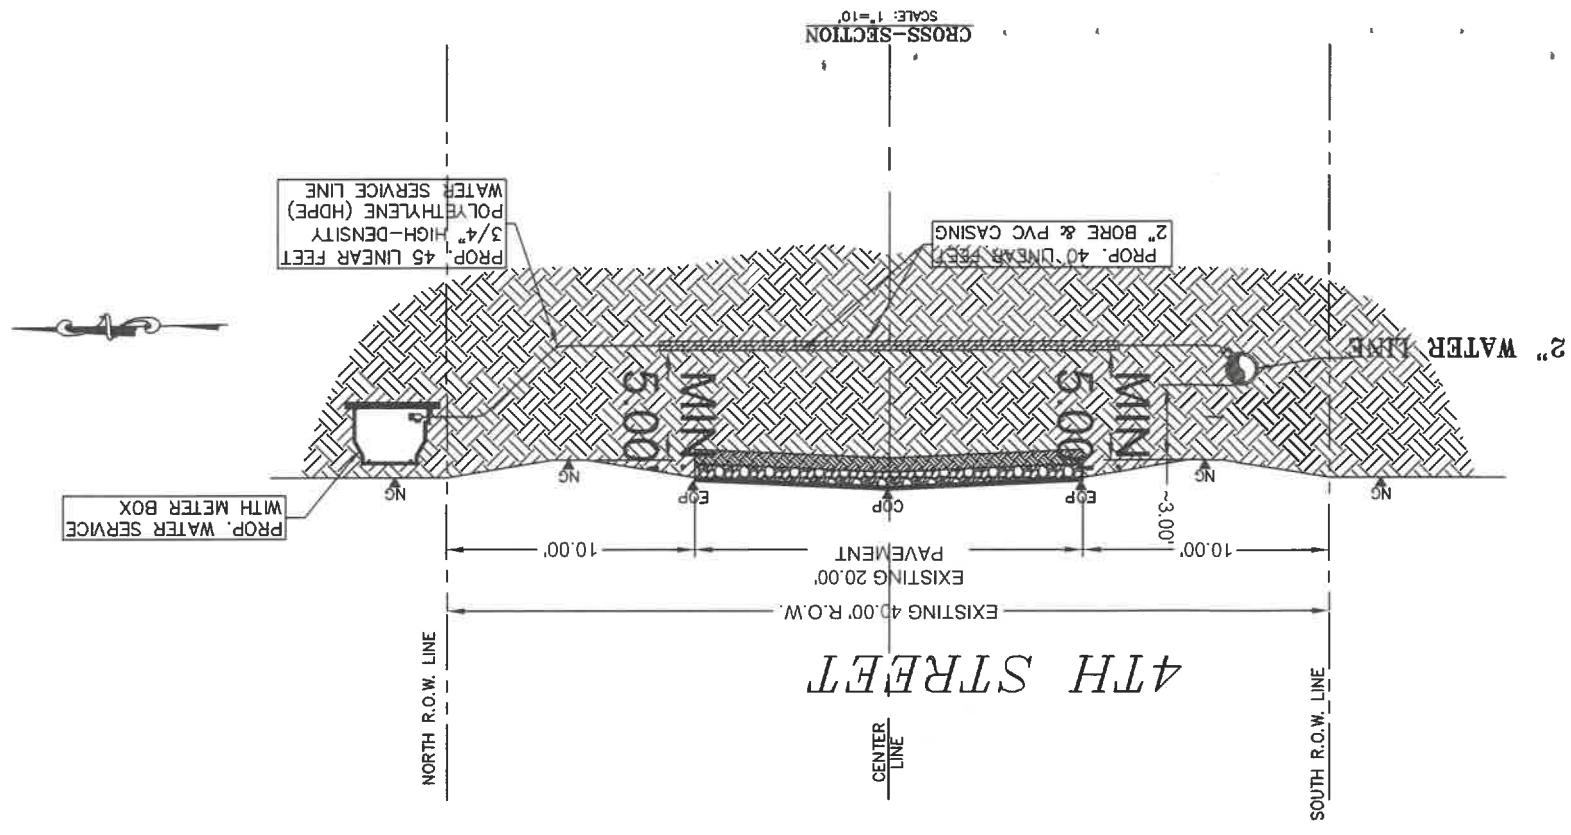 CROSS-SECTION
SCALE: 1"=10'
PROP. 45 LINEAR FEET
3/4" HIGH-DENSITY
POLYETHYLENE (HDPE)
WATER SERVICE LINE
PROP. 40 LINEAR FEET
2" BORE & PVC CASING
2" WATER LINE
MIN
5.00'
MIN
5.00'
PROP. WATER SERVICE
WITH METER BOX
NG
NG
EOP
COP
EOP
NG
NG
~3.00'
10.00'
EXISTING 20.00'
PAVEMENT
10.00'
EXISTING 40.00' R.O.W.
4TH STREET
NORTH R.O.W. LINE
CENTER
LINE
SOUTH R.O.W. LINE